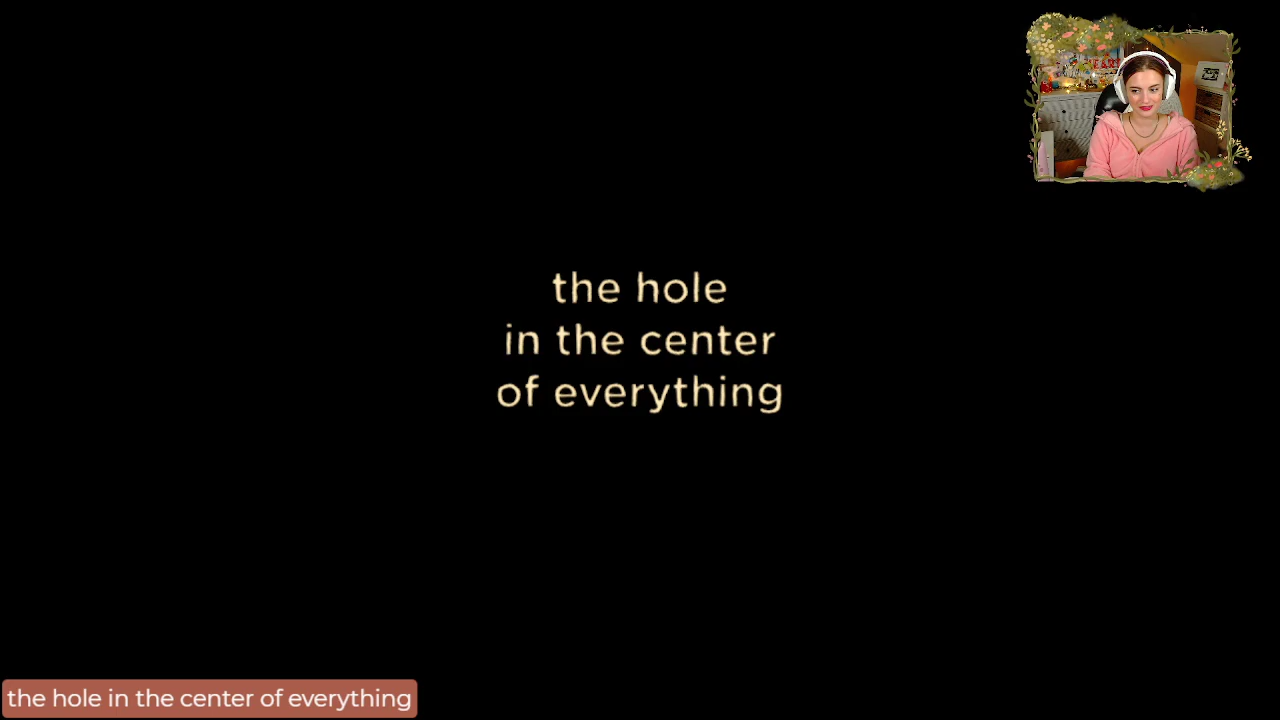 the hole
in the center
of everything
the hole in the center of everything